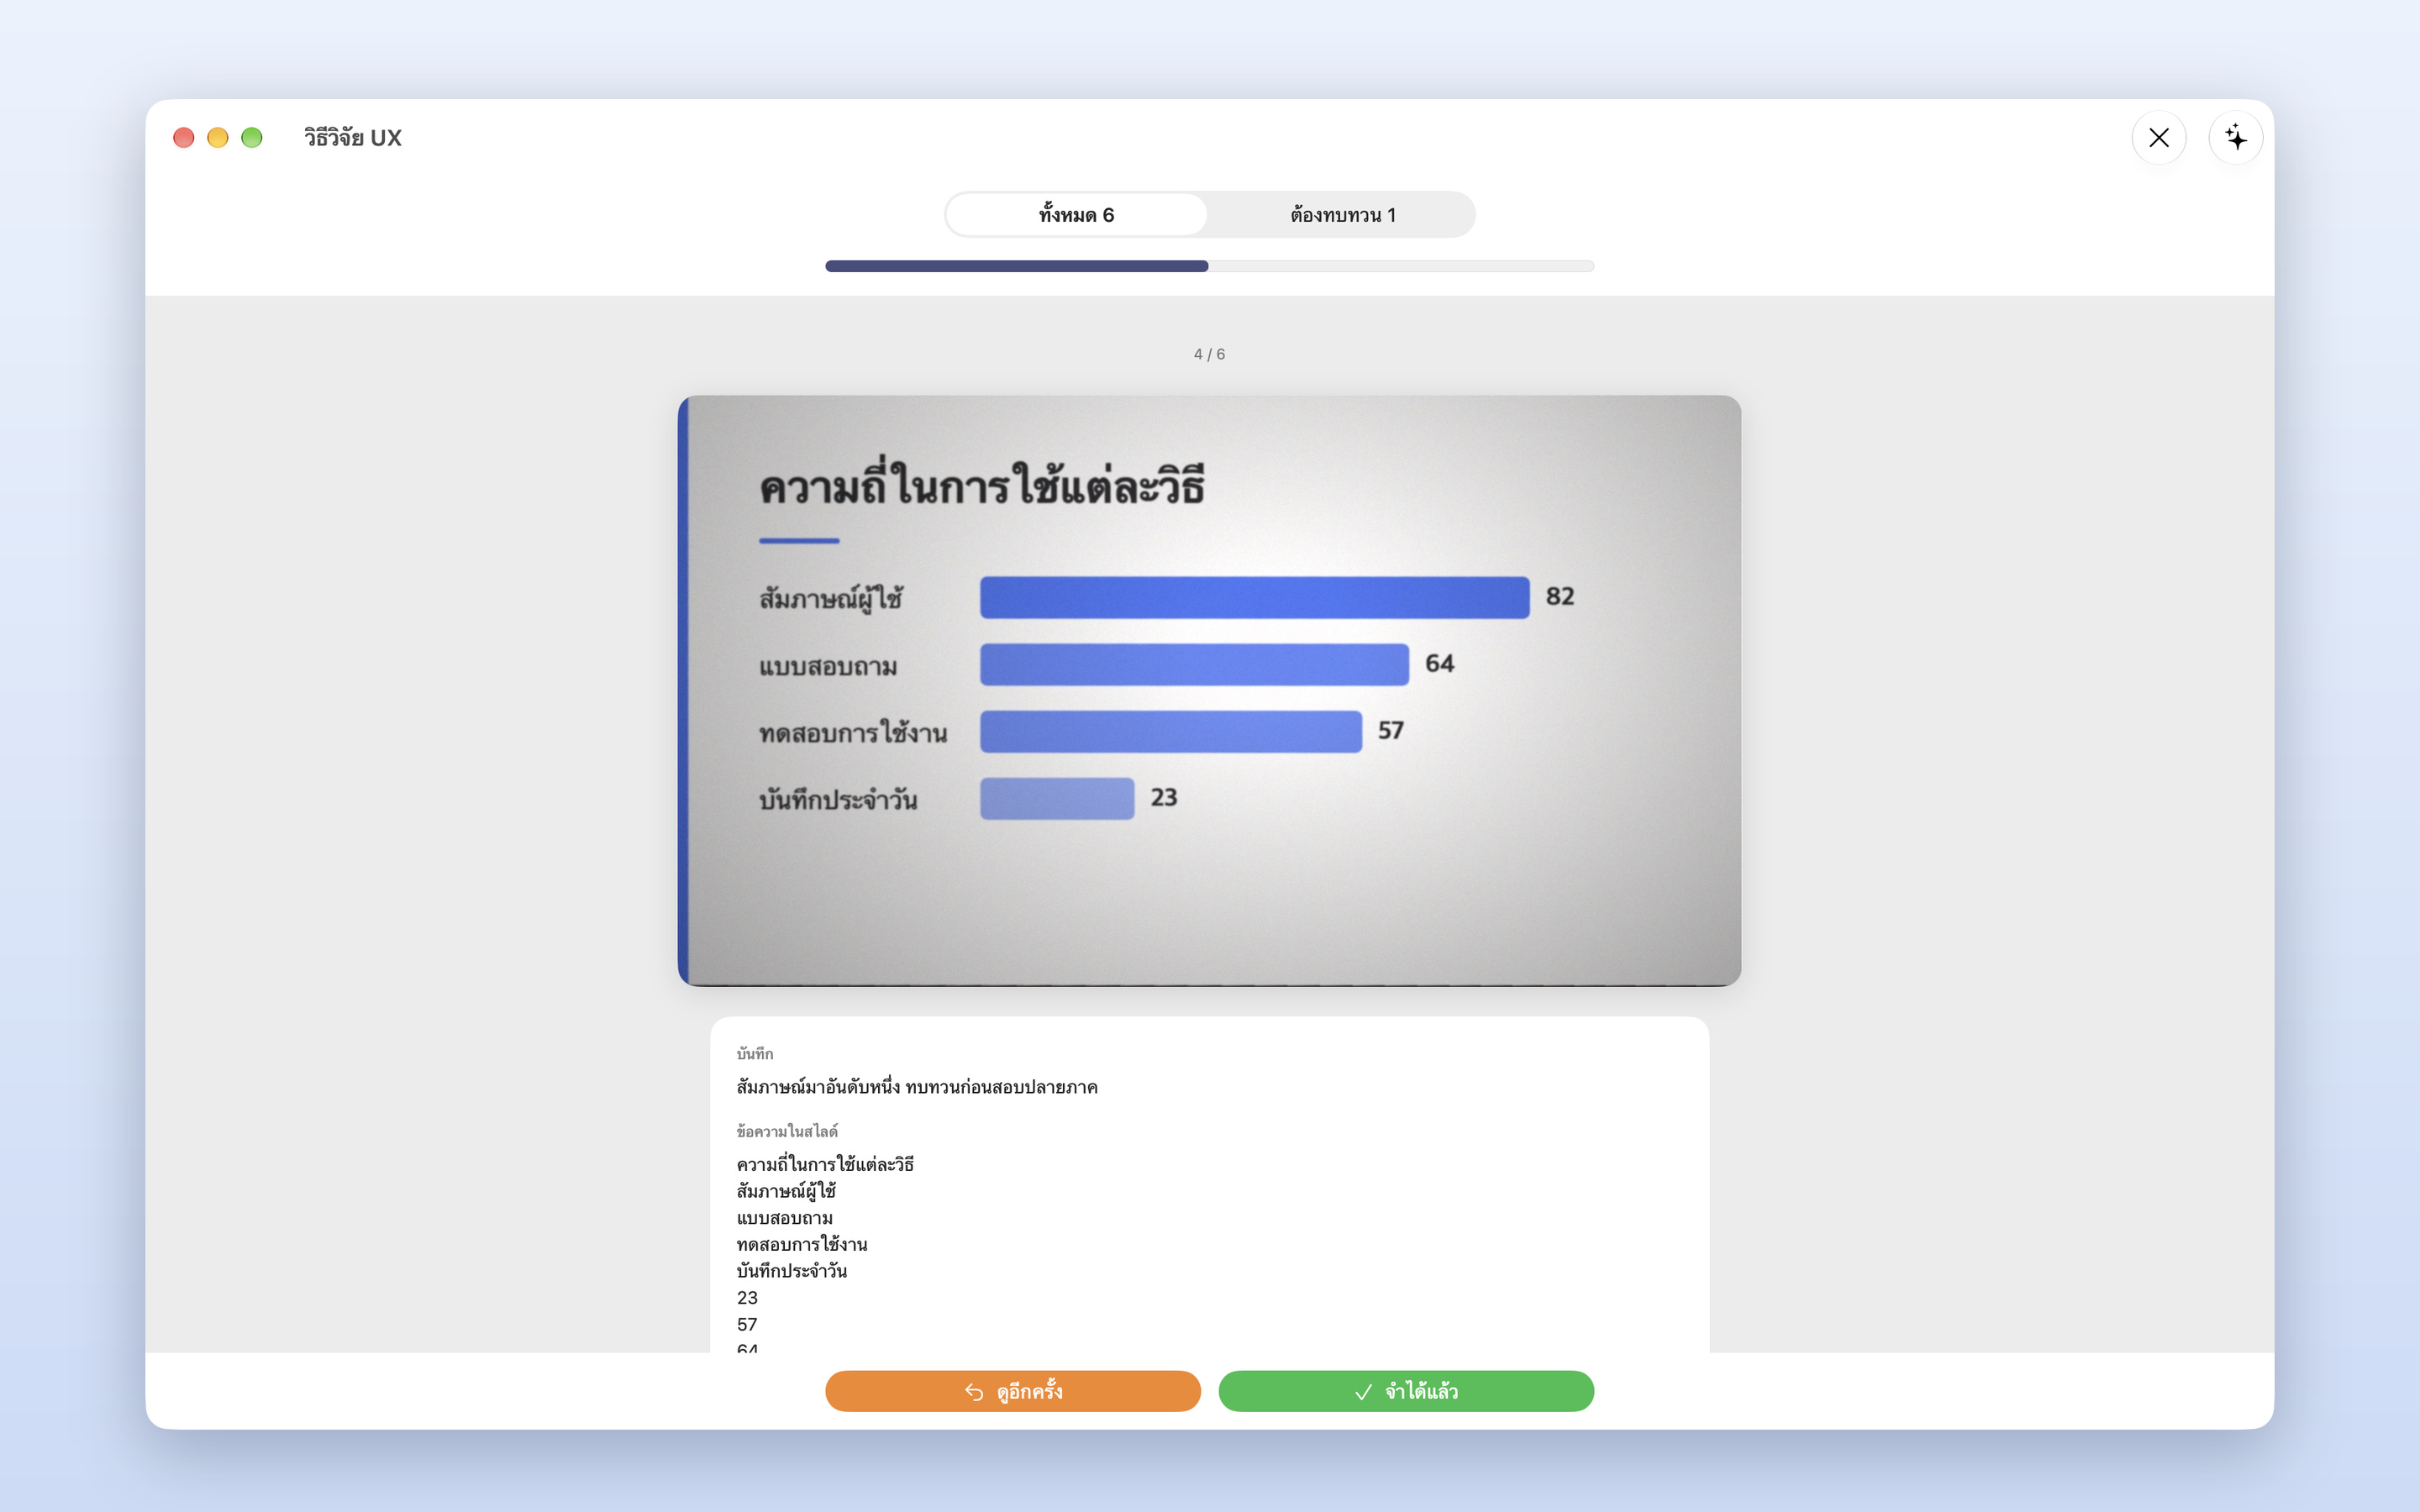 วิธีวิจัย UX
ทั้งหมด 6
ต้องทบทวน 1
4 / 6
ความถี่ในการใช้แต่ละวิธี
สัมภาษณ์ผู้ใช้ 82
แบบสอบถาม 64
ทดสอบการใช้งาน 57
บันทึกประจำวัน 23
บันทึก
สัมภาษณ์มาอันดับหนึ่ง ทบทวนก่อนสอบปลายภาค
ข้อความในสไลด์
ความถี่ในการใช้แต่ละวิธี
สัมภาษณ์ผู้ใช้
แบบสอบถาม
ทดสอบการใช้งาน
บันทึกประจำวัน
23
57
64
ดูอีกครั้ง
จำได้แล้ว